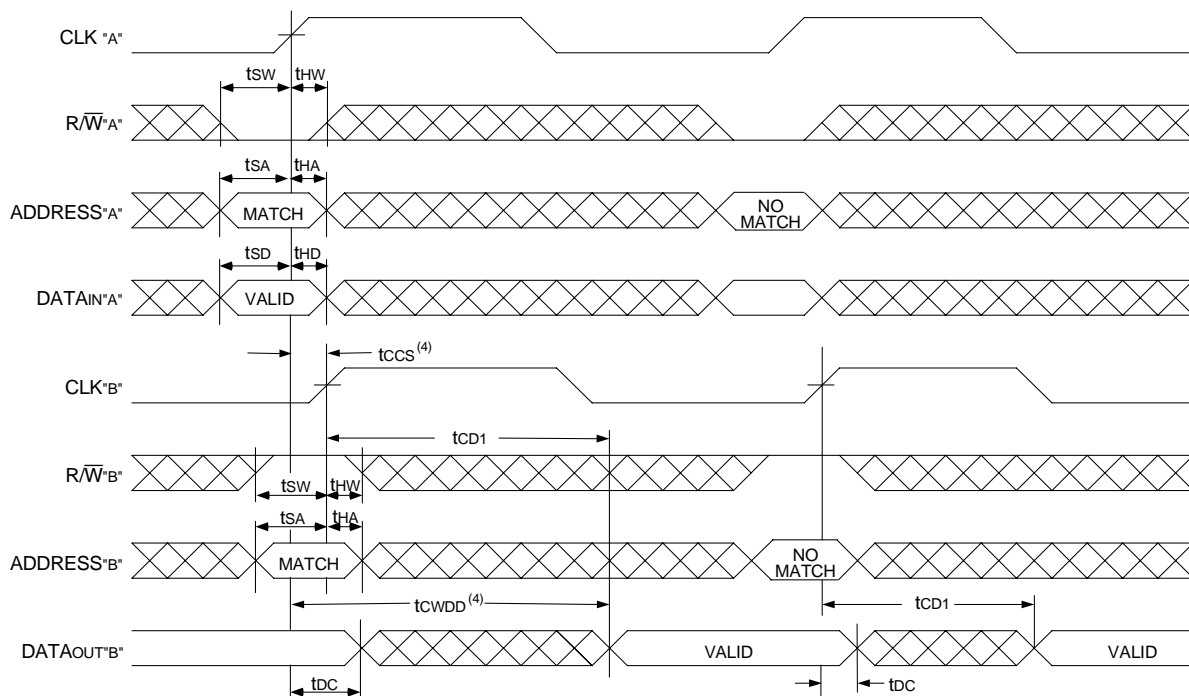 CLK "A"
tSW tHW
R/W̅"A"
tSA tHA
ADDRESS"A" MATCH NO MATCH
tSD tHD
DATAIN"A" VALID
tCCS(4)
CLK"B"
tCD1
R/W̅"B"
tSW tHW
tSA tHA
ADDRESS"B" MATCH NO MATCH
tCWDD(4) tCD1
DATAOUT"B" VALID VALID
tDC tDC